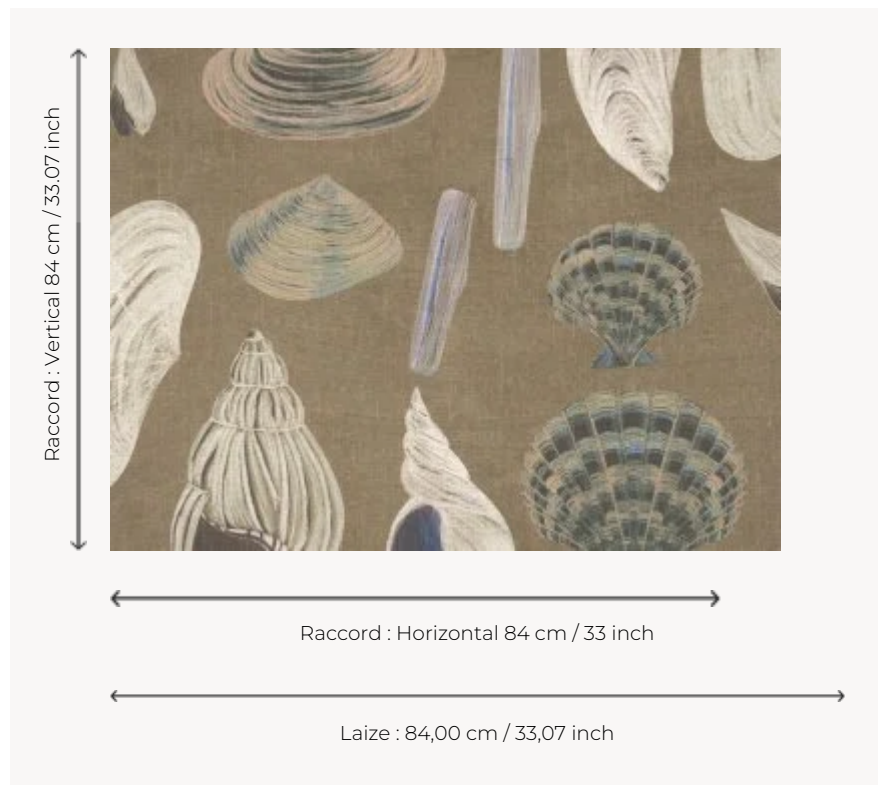 Raccord : Vertical 84 cm / 33.07 inch
Raccord : Horizontal 84 cm / 33 inch
Laize : 84,00 cm / 33,07 inch